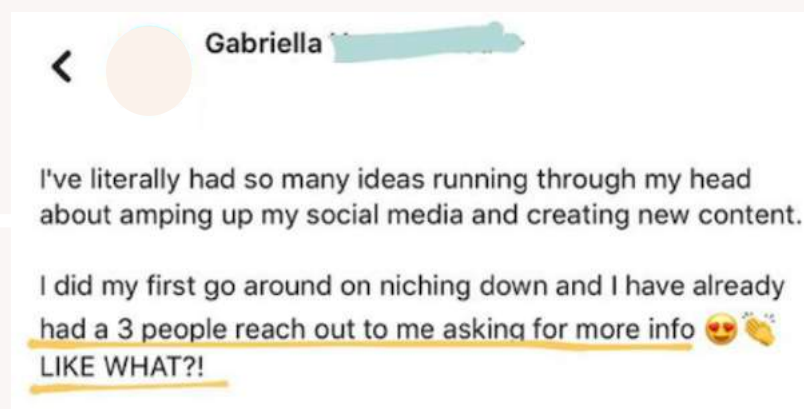 Gabriella
I've literally had so many ideas running through my head
about amping up my social media and creating new content.
I did my first go around on niching down and I have already
had a 3 people reach out to me asking for more info 😍👏
LIKE WHAT?!